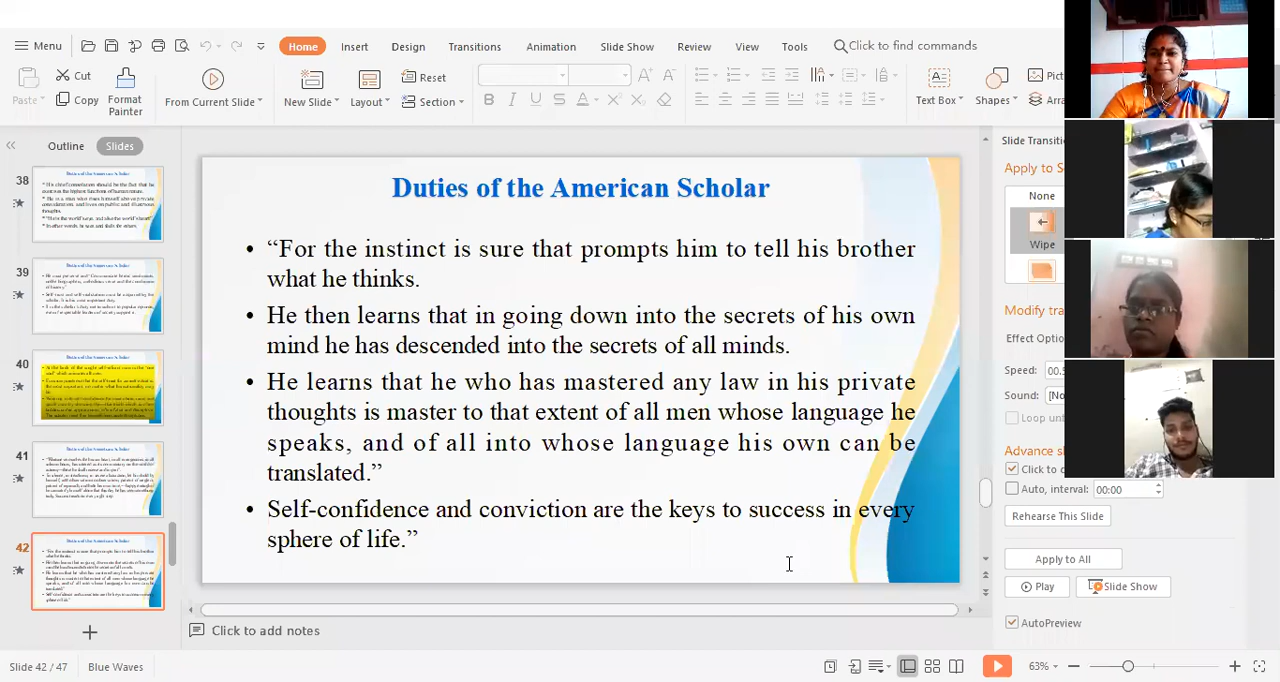 Menu
Home
Insert
Design
Transitions
Animation
Slide Show
Review
View
Tools
Click to find commands
Paste
Cut
Copy
Format
Painter
From Current Slide
New Slide
Layout
Reset
Section
B I U S A X² X₂
Text Box
Shapes
Outline
Slides
38
39
40
41
42
Duties of the American Scholar
• “For the instinct is sure that prompts him to tell his brother
what he thinks.
• He then learns that in going down into the secrets of his own
mind he has descended into the secrets of all minds.
• He learns that he who has mastered any law in his private
thoughts is master to that extent of all men whose language he
speaks, and of all into whose language his own can be
translated.”
• Self-confidence and conviction are the keys to success in every
sphere of life.”
Click to add notes
Slide 42 / 47
Blue Waves
63%
None
Wipe
Speed:
Sound:
Auto, interval: 00:00
Rehearse This Slide
Apply to All
Play
Slide Show
AutoPreview